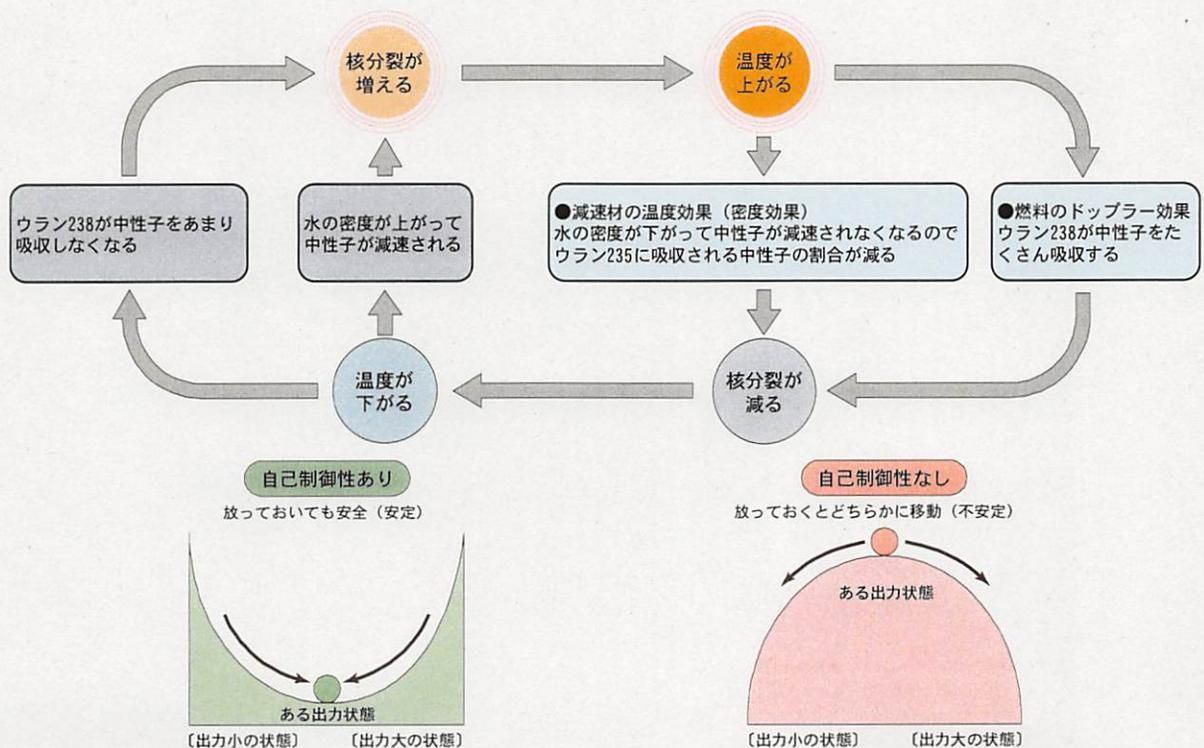 核分裂が
増える
温度が
上がる
ウラン238が中性子をあまり
吸収しなくなる
水の密度が上がって
中性子が減速される
●減速材の温度効果（密度効果）
水の密度が下がって中性子が減速されなくなるので
ウラン235に吸収される中性子の割合が減る
●燃料のドップラー効果
ウラン238が中性子をた
くさん吸収する
温度が
下がる
核分裂が
減る
自己制御性あり
放っておいても安全（安定）
ある出力状態
〔出力小の状態〕 〔出力大の状態〕
自己制御性なし
放っておくとどちらかに移動（不安定）
ある出力状態
〔出力小の状態〕 〔出力大の状態〕